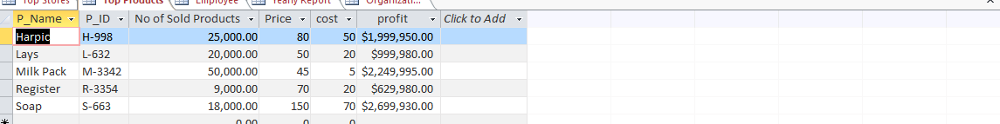 Top Stores Top Products Employee Yearly Report Organizati...
P_Name P_ID No of Sold Products Price cost profit Click to Add
Harpic H-998 25,000.00 80 50 $1,999,950.00
Lays L-632 20,000.00 50 20 $999,980.00
Milk Pack M-3342 50,000.00 45 5 $2,249,995.00
Register R-3354 9,000.00 70 20 $629,980.00
Soap S-663 18,000.00 150 70 $2,699,930.00
0.00 0 0